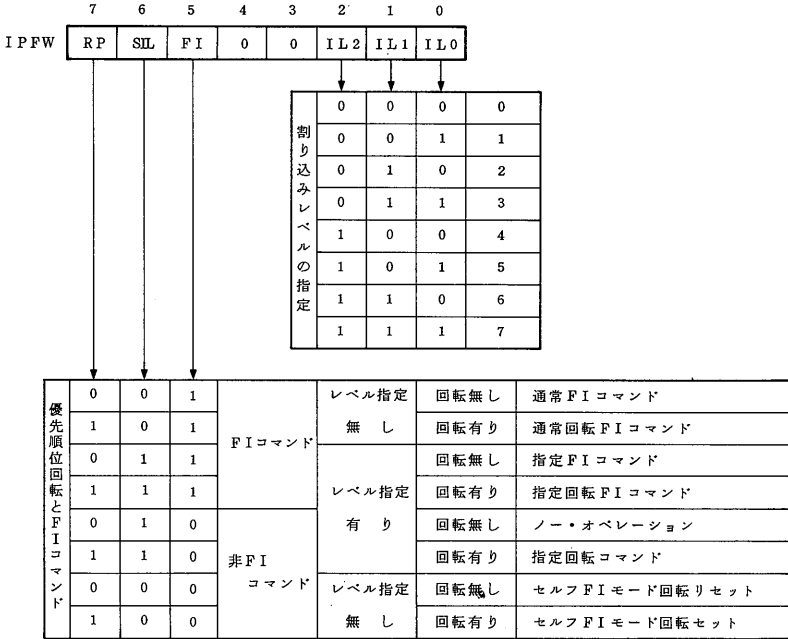 7 6 5 4 3 2 1 0
IPFW RP SIL FI 0 0 IL2 IL1 IL0
割り込みレベルの指定
0 0 0 0
0 0 1 1
0 1 0 2
0 1 1 3
1 0 0 4
1 0 1 5
1 1 0 6
1 1 1 7
優先順位回転とFIコマンド
0 0 1 FIコマンド レベル指定無し 回転無し 通常FIコマンド
1 0 1 回転有り 通常回転FIコマンド
0 1 1 レベル指定有り 回転無し 指定FIコマンド
1 1 1 回転有り 指定回転FIコマンド
0 1 0 非FIコマンド 回転無し ノー・オペレーション
1 1 0 回転有り 指定回転コマンド
0 0 0 レベル指定無し 回転無し セルフFIモード回転リセット
1 0 0 回転有り セルフFIモード回転セット